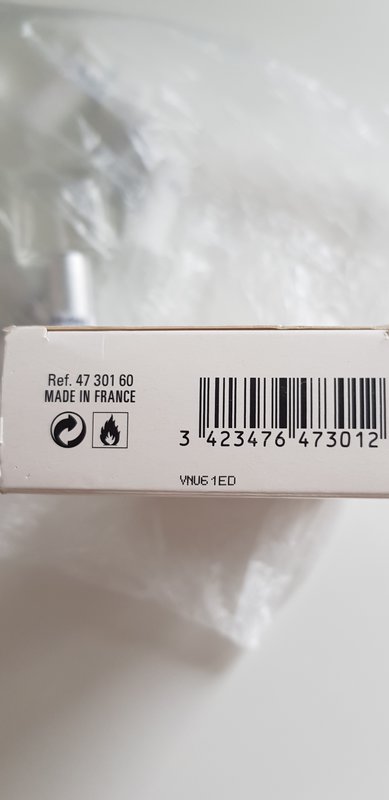 Ref. 47 301 60
MADE IN FRANCE
3 423476 473012
VNU61ED